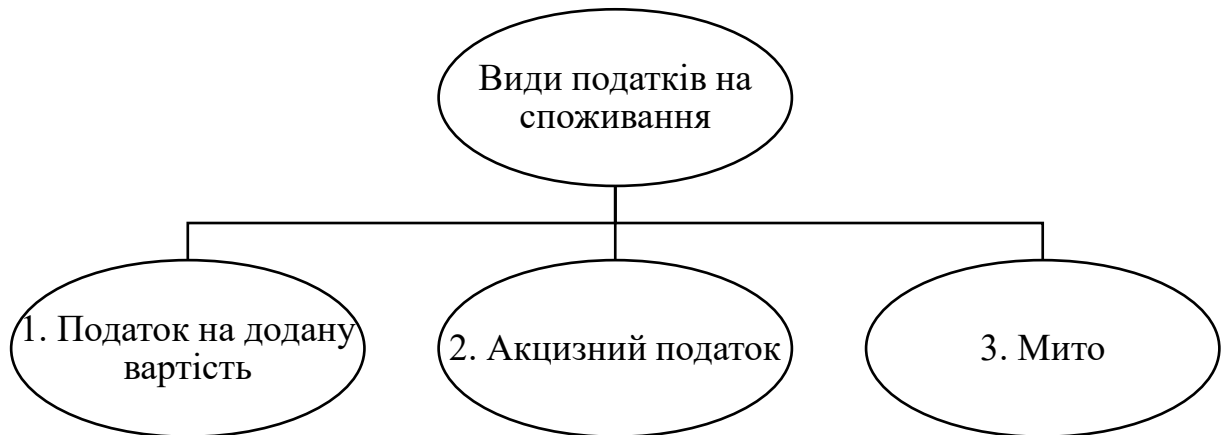 Види податків на
споживання
1. Податок на додану
вартість
2. Акцизний податок
3. Мито